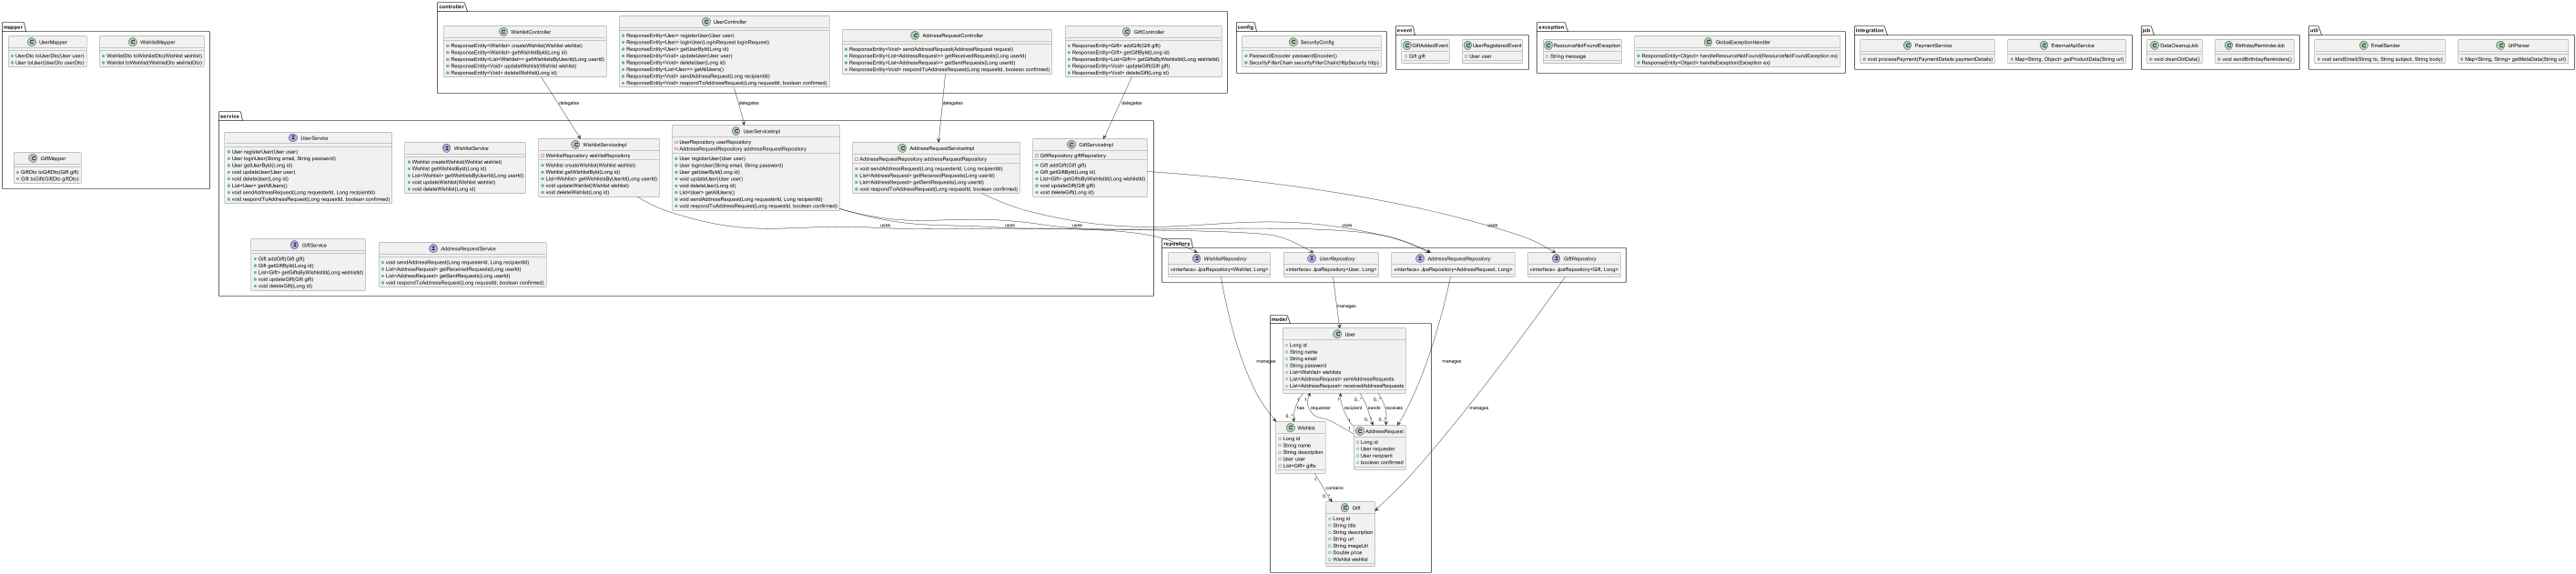 mapper
UserMapper
UserDto toUserDto(User user)
User toUser(UserDto userDto)
WishlistMapper
WishlistDto toWishlistDto(Wishlist wishlist)
Wishlist toWishlist(WishlistDto wishlistDto)
GiftMapper
GiftDto toGiftDto(Gift gift)
Gift toGift(GiftDto giftDto)
controller
WishlistController
ResponseEntity<Wishlist> createWishlist(Wishlist wishlist)
ResponseEntity<Wishlist> getWishlistById(Long id)
ResponseEntity<List<Wishlist>> getWishlistsByUserId(Long userId)
ResponseEntity<Void> updateWishlist(Wishlist wishlist)
ResponseEntity<Void> deleteWishlist(Long id)
UserController
ResponseEntity<User> registerUser(User user)
ResponseEntity<User> loginUser(LoginRequest loginRequest)
ResponseEntity<User> getUserById(Long id)
ResponseEntity<Void> updateUser(User user)
ResponseEntity<Void> deleteUser(Long id)
ResponseEntity<List<User>> getAllUsers()
ResponseEntity<Void> sendAddressRequest(Long recipientId)
ResponseEntity<Void> respondToAddressRequest(Long requestId, boolean confirmed)
AddressRequestController
ResponseEntity<Void> sendAddressRequest(AddressRequest request)
ResponseEntity<List<AddressRequest>> getReceivedRequests(Long userId)
ResponseEntity<List<AddressRequest>> getSentRequests(Long userId)
ResponseEntity<Void> respondToAddressRequest(Long requestId, boolean confirmed)
GiftController
ResponseEntity<Gift> addGift(Gift gift)
ResponseEntity<Gift> getGiftById(Long id)
ResponseEntity<List<Gift>> getGiftsByWishlistId(Long wishlistId)
ResponseEntity<Void> updateGift(Gift gift)
ResponseEntity<Void> deleteGift(Long id)
config
SecurityConfig
PasswordEncoder passwordEncoder()
SecurityFilterChain securityFilterChain(HttpSecurity http)
event
GiftAddedEvent
Gift gift
UserRegisteredEvent
User user
exception
ResourceNotFoundException
String message
GlobalExceptionHandler
ResponseEntity<Object> handleResourceNotFound(ResourceNotFoundException ex)
ResponseEntity<Object> handleException(Exception ex)
integration
PaymentService
void processPayment(PaymentDetails paymentDetails)
ExternalApiService
Map<String, Object> getProductData(String url)
job
DataCleanupJob
void cleanOldData()
BirthdayReminderJob
void sendBirthdayReminders()
util
EmailSender
void sendEmail(String to, String subject, String body)
UrlParser
Map<String, String> getMetaData(String url)
delegates
delegates
delegates
delegates
service
UserService
User registerUser(User user)
User loginUser(String email, String password)
User getUserById(Long id)
void updateUser(User user)
void deleteUser(Long id)
List<User> getAllUsers()
void sendAddressRequest(Long requesterId, Long recipientId)
void respondToAddressRequest(Long requestId, boolean confirmed)
WishlistService
Wishlist createWishlist(Wishlist wishlist)
Wishlist getWishlistById(Long id)
List<Wishlist> getWishlistsByUserId(Long userId)
void updateWishlist(Wishlist wishlist)
void deleteWishlist(Long id)
WishlistServiceImpl
WishlistRepository wishlistRepository
Wishlist createWishlist(Wishlist wishlist)
Wishlist getWishlistById(Long id)
List<Wishlist> getWishlistsByUserId(Long userId)
void updateWishlist(Wishlist wishlist)
void deleteWishlist(Long id)
UserServiceImpl
UserRepository userRepository
AddressRequestRepository addressRequestRepository
User registerUser(User user)
User loginUser(String email, String password)
User getUserById(Long id)
void updateUser(User user)
void deleteUser(Long id)
List<User> getAllUsers()
void sendAddressRequest(Long requesterId, Long recipientId)
void respondToAddressRequest(Long requestId, boolean confirmed)
AddressRequestServiceImpl
AddressRequestRepository addressRequestRepository
void sendAddressRequest(Long requesterId, Long recipientId)
List<AddressRequest> getReceivedRequests(Long userId)
List<AddressRequest> getSentRequests(Long userId)
void respondToAddressRequest(Long requestId, boolean confirmed)
GiftServiceImpl
GiftRepository giftRepository
Gift addGift(Gift gift)
Gift getGiftById(Long id)
List<Gift> getGiftsByWishlistId(Long wishlistId)
void updateGift(Gift gift)
void deleteGift(Long id)
GiftService
Gift addGift(Gift gift)
Gift getGiftById(Long id)
List<Gift> getGiftsByWishlistId(Long wishlistId)
void updateGift(Gift gift)
void deleteGift(Long id)
AddressRequestService
void sendAddressRequest(Long requesterId, Long recipientId)
List<AddressRequest> getReceivedRequests(Long userId)
List<AddressRequest> getSentRequests(Long userId)
void respondToAddressRequest(Long requestId, boolean confirmed)
uses
uses
uses
uses
uses
repository
WishlistRepository
«interface» JpaRepository<Wishlist, Long>
UserRepository
«interface» JpaRepository<User, Long>
AddressRequestRepository
«interface» JpaRepository<AddressRequest, Long>
GiftRepository
«interface» JpaRepository<Gift, Long>
manages
manages
manages
manages
model
User
Long id
String name
String email
String password
List<Wishlist> wishlists
List<AddressRequest> sentAddressRequests
List<AddressRequest> receivedAddressRequests
1
has
0..*
1
requester
1
1
recipient
1
0..*
sends
0..*
0..*
receives
0..*
Wishlist
Long id
String name
String description
User user
List<Gift> gifts
AddressRequest
Long id
User requester
User recipient
boolean confirmed
1
contains
0..*
Gift
Long id
String title
String description
String url
String imageUrl
Double price
Wishlist wishlist